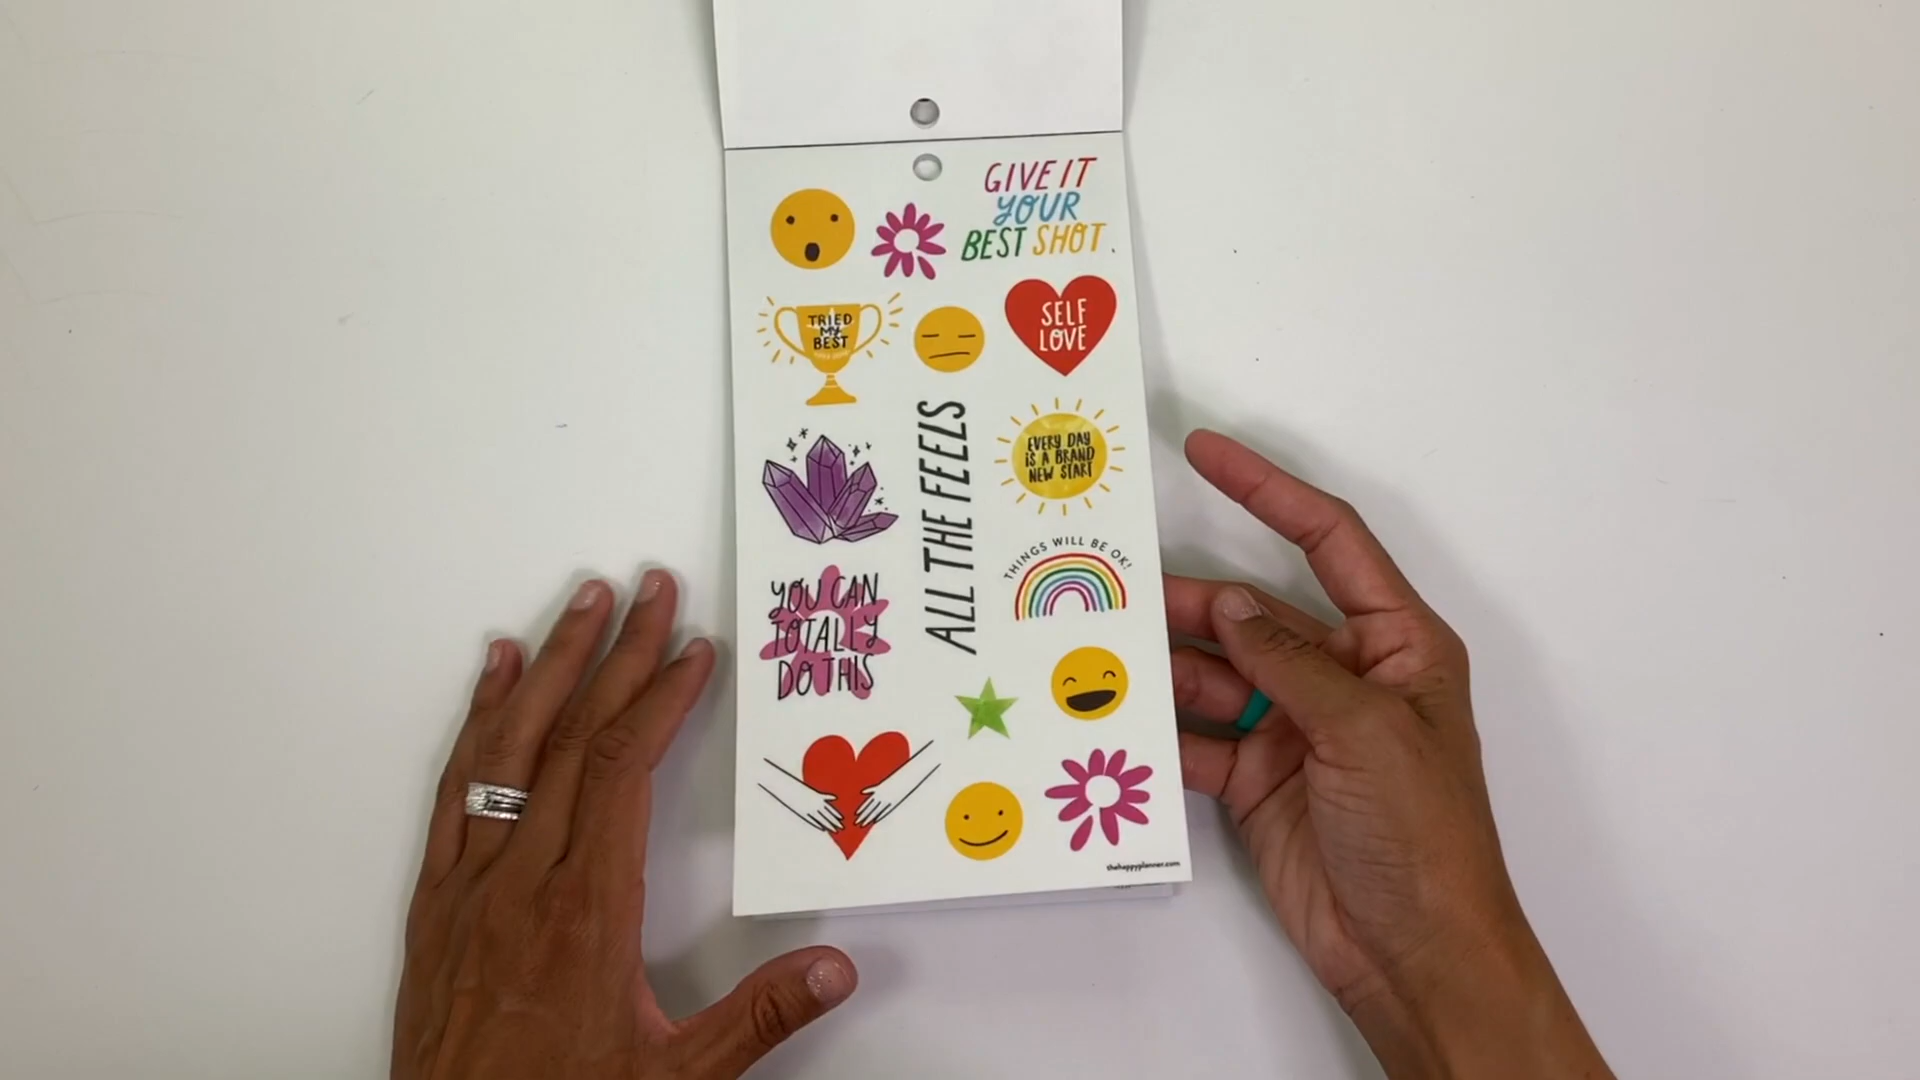 GIVE IT
YOUR
BEST SHOT
TRIED
MY
BEST
SELF
LOVE
ALL THE FEELS
EVERY DAY
IS A BRAND
NEW START
THINGS WILL BE OK!
YOU CAN
TOTALLY
DO THIS
thehappyplanner.com